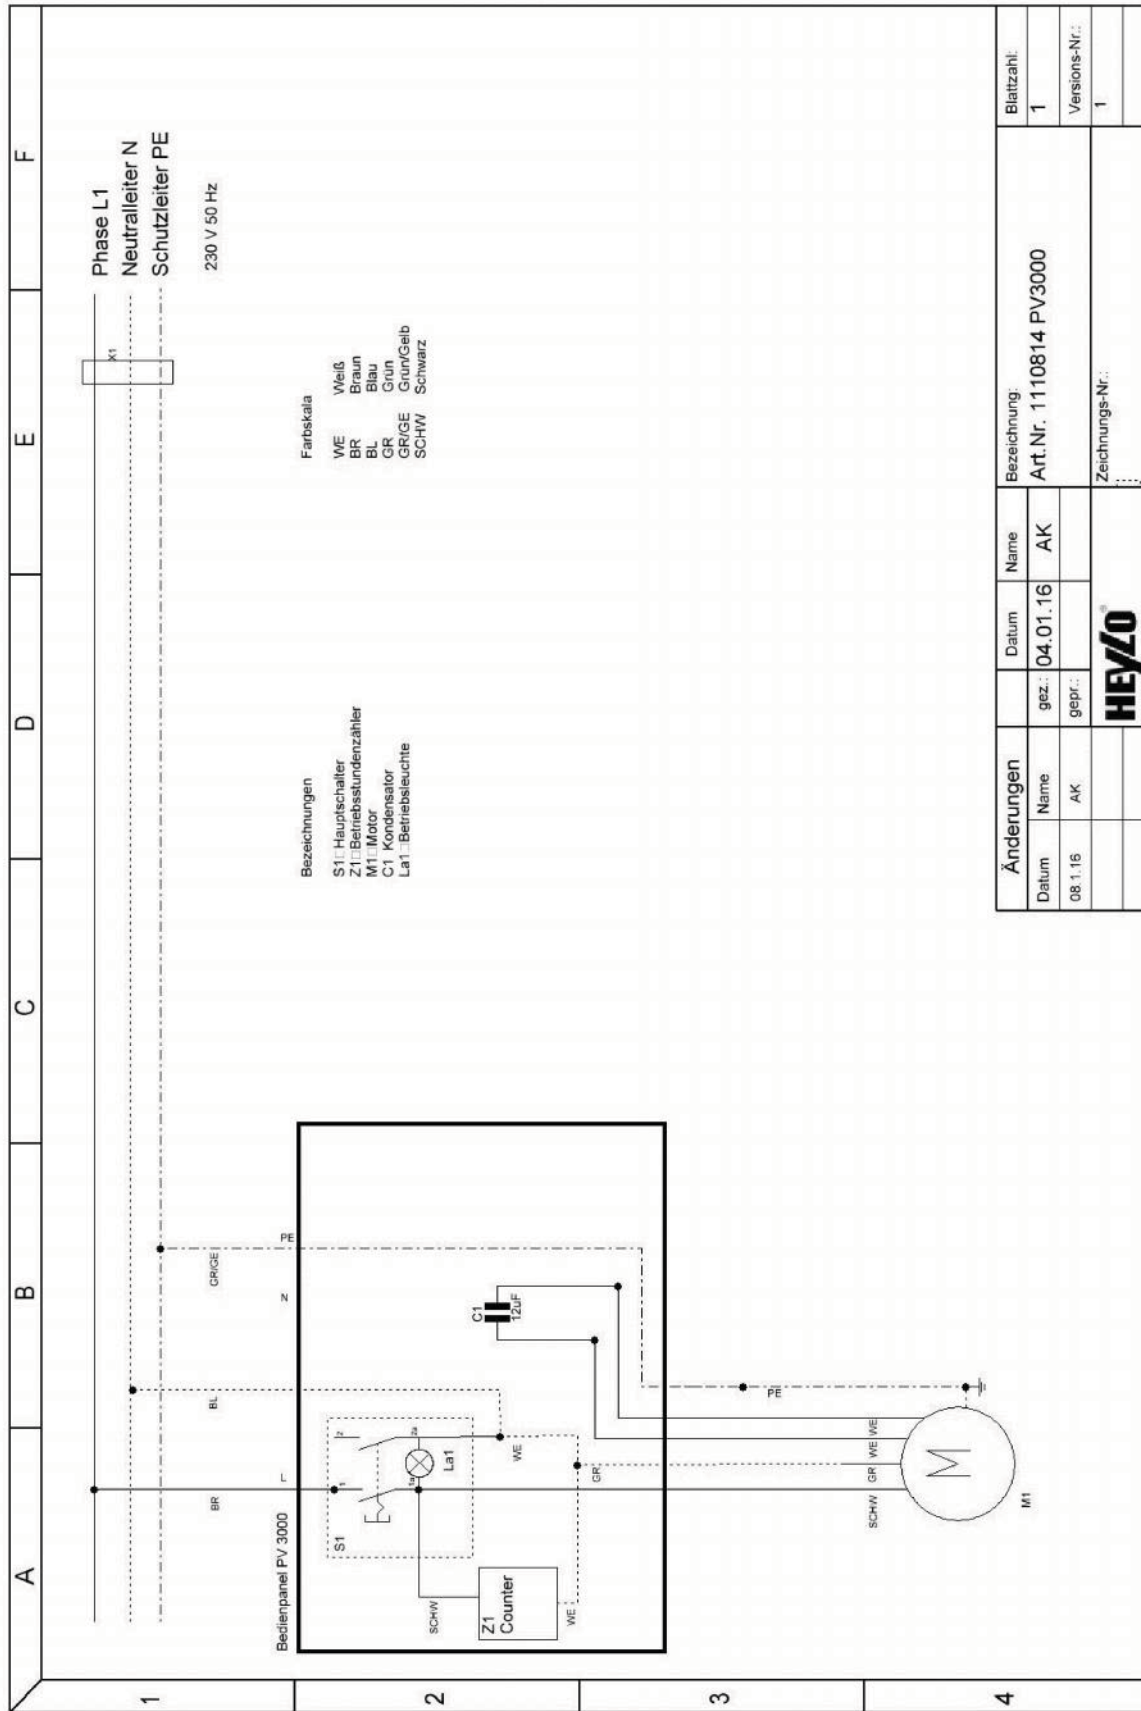 A
B
C
D
E
F
1
2
3
4
Phase L1
Neutralleiter N
Schutzleiter PE
230 V 50 Hz
X1
Farbskala
WE Weiß
BR Braun
BL Blau
GR Grün
GR/GE Grün/Gelb
SCHW Schwarz
Bezeichnungen
S1 Hauptschalter
Z1 Betriebsstundenzähler
M1 Motor
C1 Kondensator
La1 Betriebsleuchte
BR
BL
GR/GE
Bedienpanel PV 3000
L
N
PE
S1
1
2
1a
2a
La1
C1
12uF
SCHW
Z1
Counter
WE
WE
GR
PE
SCHW
GR
WE
WE
M
M1
Änderungen
Datum Name
08.1.16 AK
Datum Name
gez.: 04.01.16 AK
gepr.:
HEYLO®
Bezeichnung:
Art.Nr. 1110814 PV3000
Zeichnungs-Nr.:
Blattzahl:
1
Versions-Nr.:
1